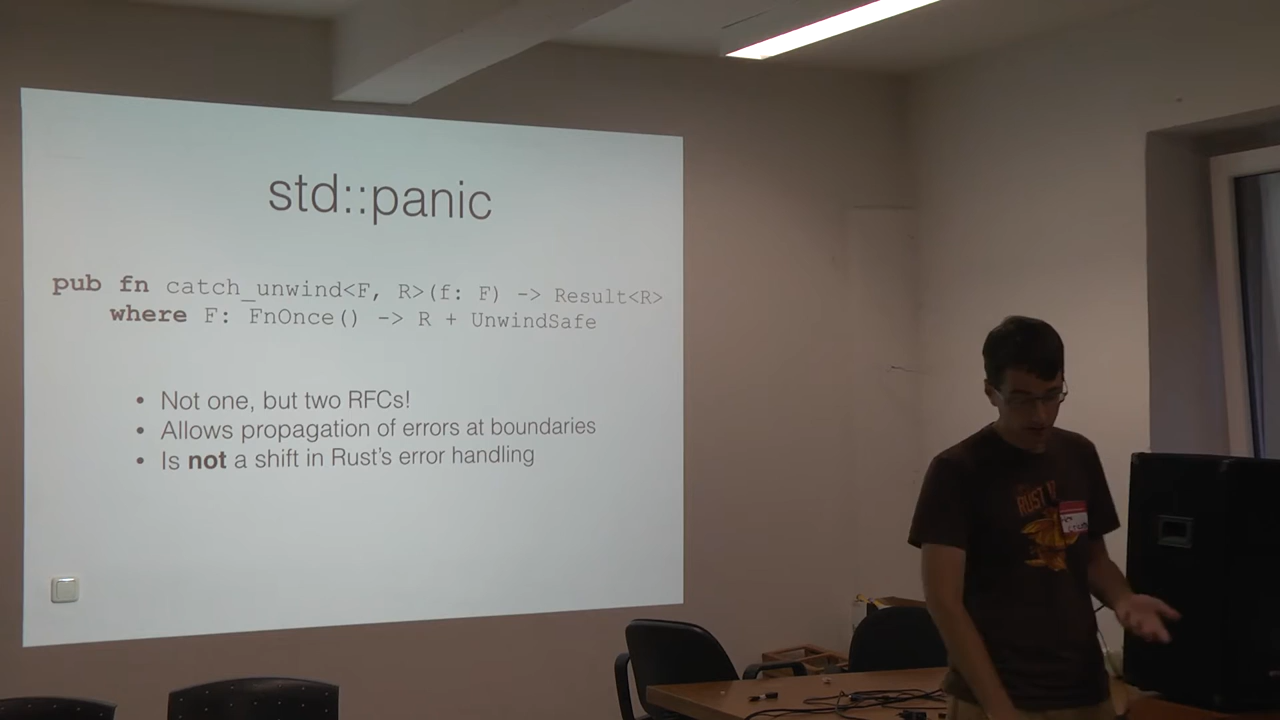 std::panic
pub fn catch_unwind<F, R>(f: F) -> Result<R>
where F: FnOnce() -> R + UnwindSafe
• Not one, but two RFCs!
• Allows propagation of errors at boundaries
• Is not a shift in Rust's error handling
RUST